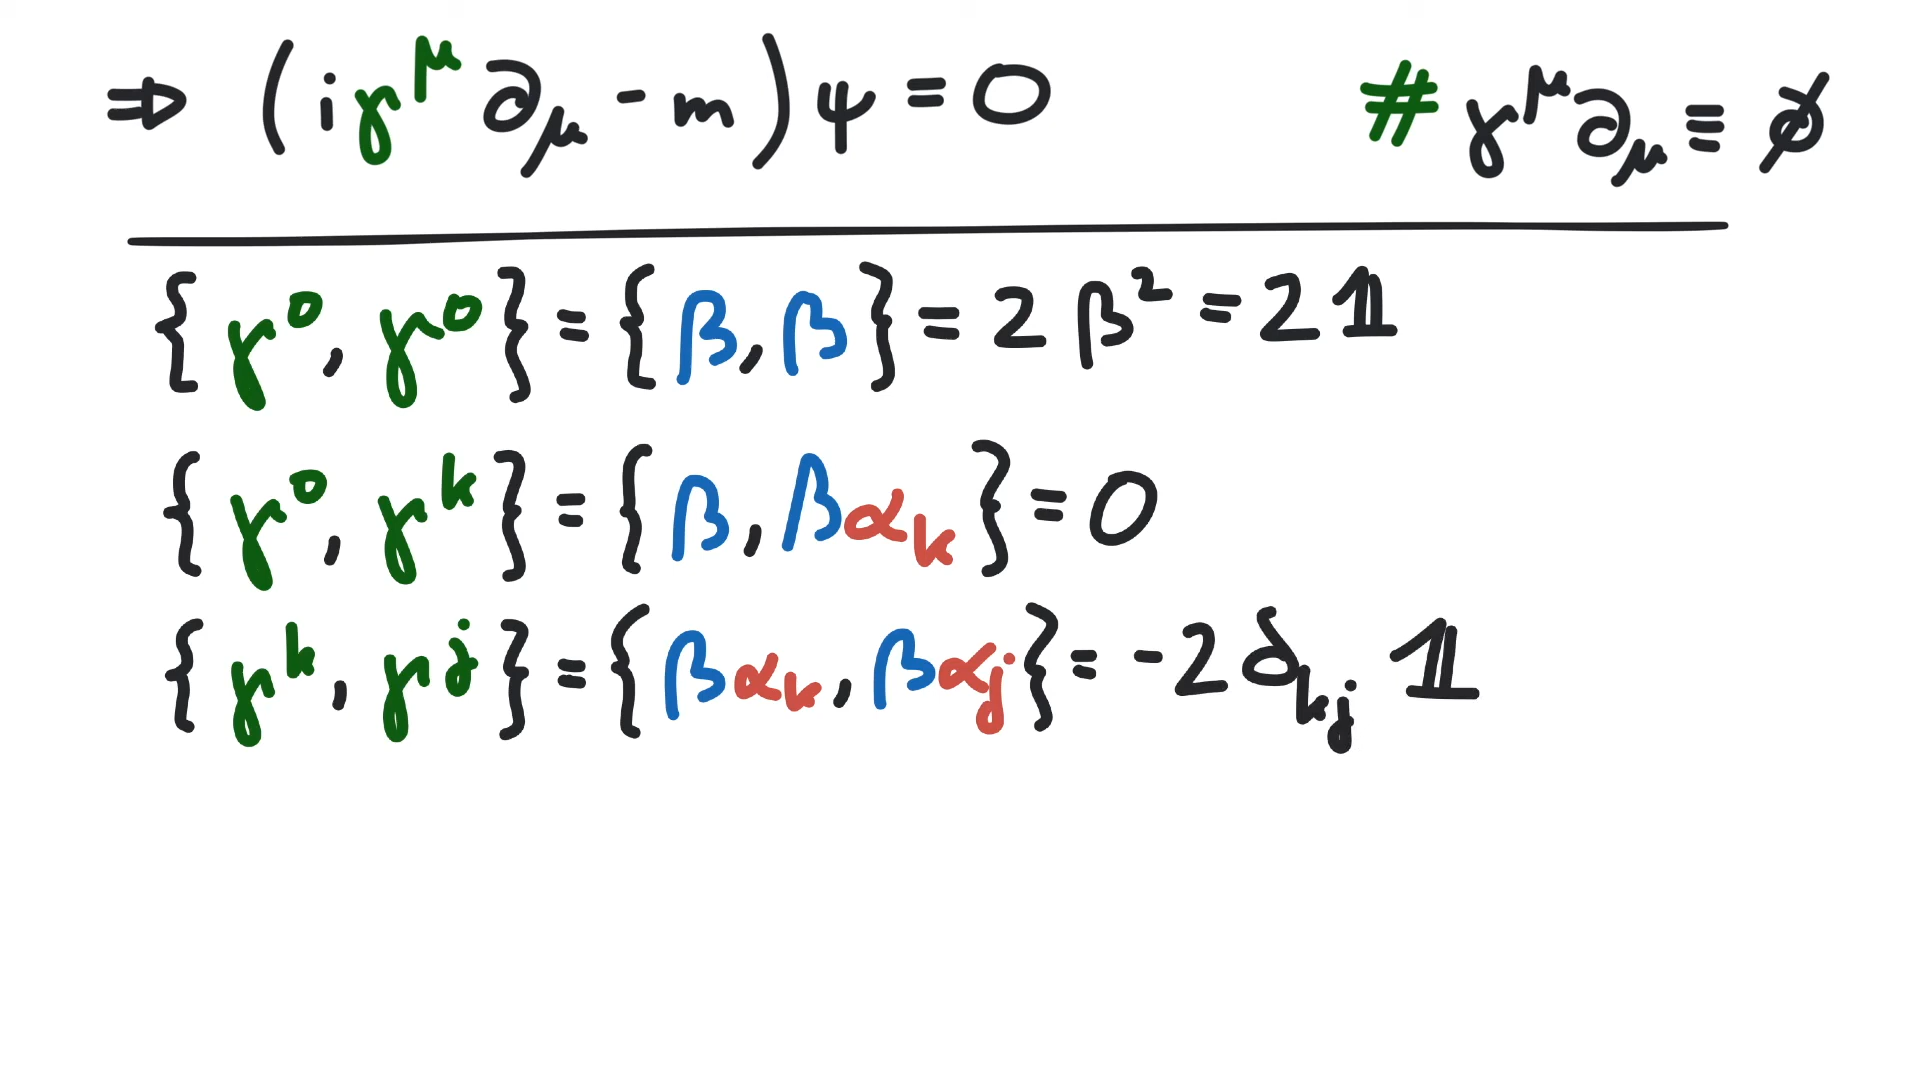 ⇒ (iγ^μ ∂_μ - m)ψ = 0 # γ^μ ∂_μ ≡ ∂̸
{γ^0, γ^0} = {β, β} = 2β^2 = 2𝟙
{γ^0, γ^k} = {β, βα_k} = 0
{γ^k, γ^j} = {βα_k, βα_j} = -2δ_kj 𝟙